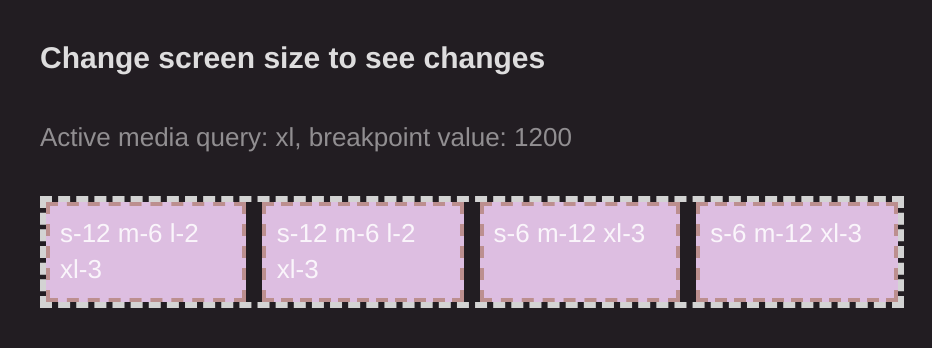 Change screen size to see changes
Active media query: xl, breakpoint value: 1200
s-12 m-6 l-2
xl-3
s-12 m-6 l-2
xl-3
s-6 m-12 xl-3
s-6 m-12 xl-3